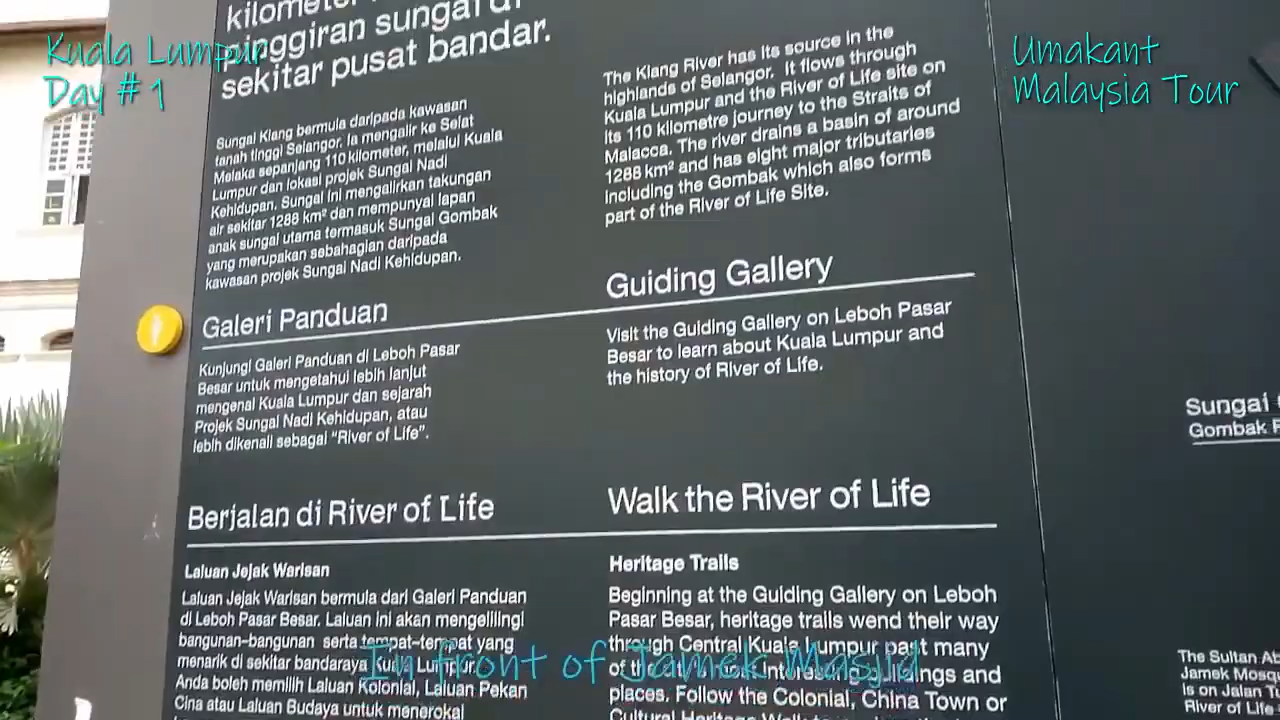 Kuala Lumpur
Day #1
Umakant
Malaysia Tour
pinggiran sungai di
sekitar pusat bandar.
Sungai Klang bermula daripada kawasan
tanah tinggi Selangor. Ia mengalir ke Selat
Melaka sepanjang 110 kilometer, melalui Kuala
Lumpur dan lokasi projek Sungai Nadi
Kehidupan. Sungai ini mengalirkan takungan
air sekitar 1288 km² dan mempunyai lapan
anak sungai utama termasuk Sungai Gombak
yang merupakan sebahagian daripada
kawasan projek Sungai Nadi Kehidupan.
The Klang River has its source in the
highlands of Selangor. It flows through
Kuala Lumpur and the River of Life site on
its 110 kilometre journey to the Straits of
Malacca. The river drains a basin of around
1288 km² and has eight major tributaries
including the Gombak which also forms
part of the River of Life Site.
Galeri Panduan
Kunjungi Galeri Panduan di Leboh Pasar
Besar untuk mengetahui lebih lanjut
mengenai Kuala Lumpur dan sejarah
Projek Sungai Nadi Kehidupan, atau
lebih dikenali sebagai “River of Life”.
Guiding Gallery
Visit the Guiding Gallery on Leboh Pasar
Besar to learn about Kuala Lumpur and
the history of River of Life.
Berjalan di River of Life
Laluan Jejak Warisan
Laluan Jejak Warisan bermula dari Galeri Panduan
di Leboh Pasar Besar. Laluan ini akan mengelilingi
bangunan-bangunan serta tempat-tempat yang
menarik di sekitar bandaraya Kuala Lumpur.
Anda boleh memilih Laluan Kolonial, Laluan Pekan
Cina atau Laluan Budaya untuk menerokai
Walk the River of Life
Heritage Trails
Beginning at the Guiding Gallery on Leboh
Pasar Besar, heritage trails wend their way
through Central Kuala Lumpur past many
of the interesting buildings and
places. Follow the Colonial, China Town or
Cultural Heritage
In front of Jamek Masjid
Sungai
Gombak
The Sultan
Jamek
is on Jalan
River of Life